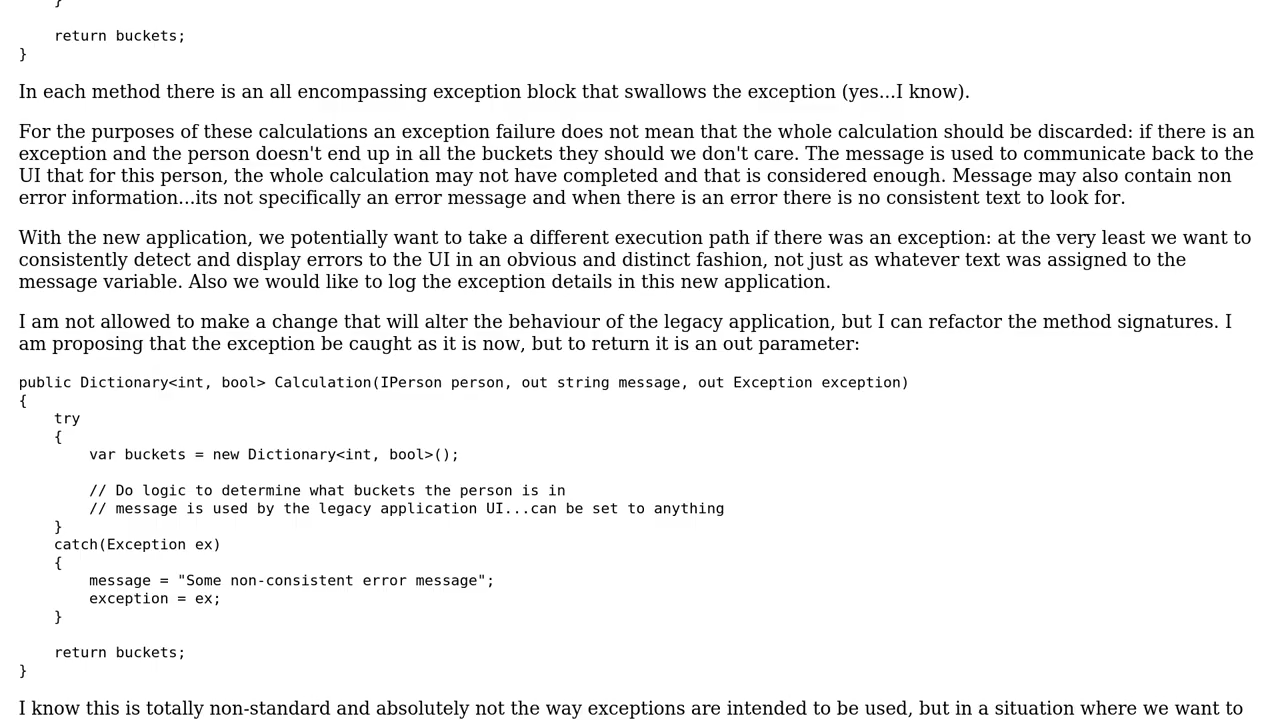 }
return buckets;
}
In each method there is an all encompassing exception block that swallows the exception (yes...I know).
For the purposes of these calculations an exception failure does not mean that the whole calculation should be discarded: if there is an
exception and the person doesn't end up in all the buckets they should we don't care. The message is used to communicate back to the
UI that for this person, the whole calculation may not have completed and that is considered enough. Message may also contain non
error information...its not specifically an error message and when there is an error there is no consistent text to look for.
With the new application, we potentially want to take a different execution path if there was an exception: at the very least we want to
consistently detect and display errors to the UI in an obvious and distinct fashion, not just as whatever text was assigned to the
message variable. Also we would like to log the exception details in this new application.
I am not allowed to make a change that will alter the behaviour of the legacy application, but I can refactor the method signatures. I
am proposing that the exception be caught as it is now, but to return it is an out parameter:
public Dictionary<int, bool> Calculation(IPerson person, out string message, out Exception exception)
{
try
{
var buckets = new Dictionary<int, bool>();
// Do logic to determine what buckets the person is in
// message is used by the legacy application UI...can be set to anything
}
catch(Exception ex)
{
message = "Some non-consistent error message";
exception = ex;
}
return buckets;
}
I know this is totally non-standard and absolutely not the way exceptions are intended to be used, but in a situation where we want to